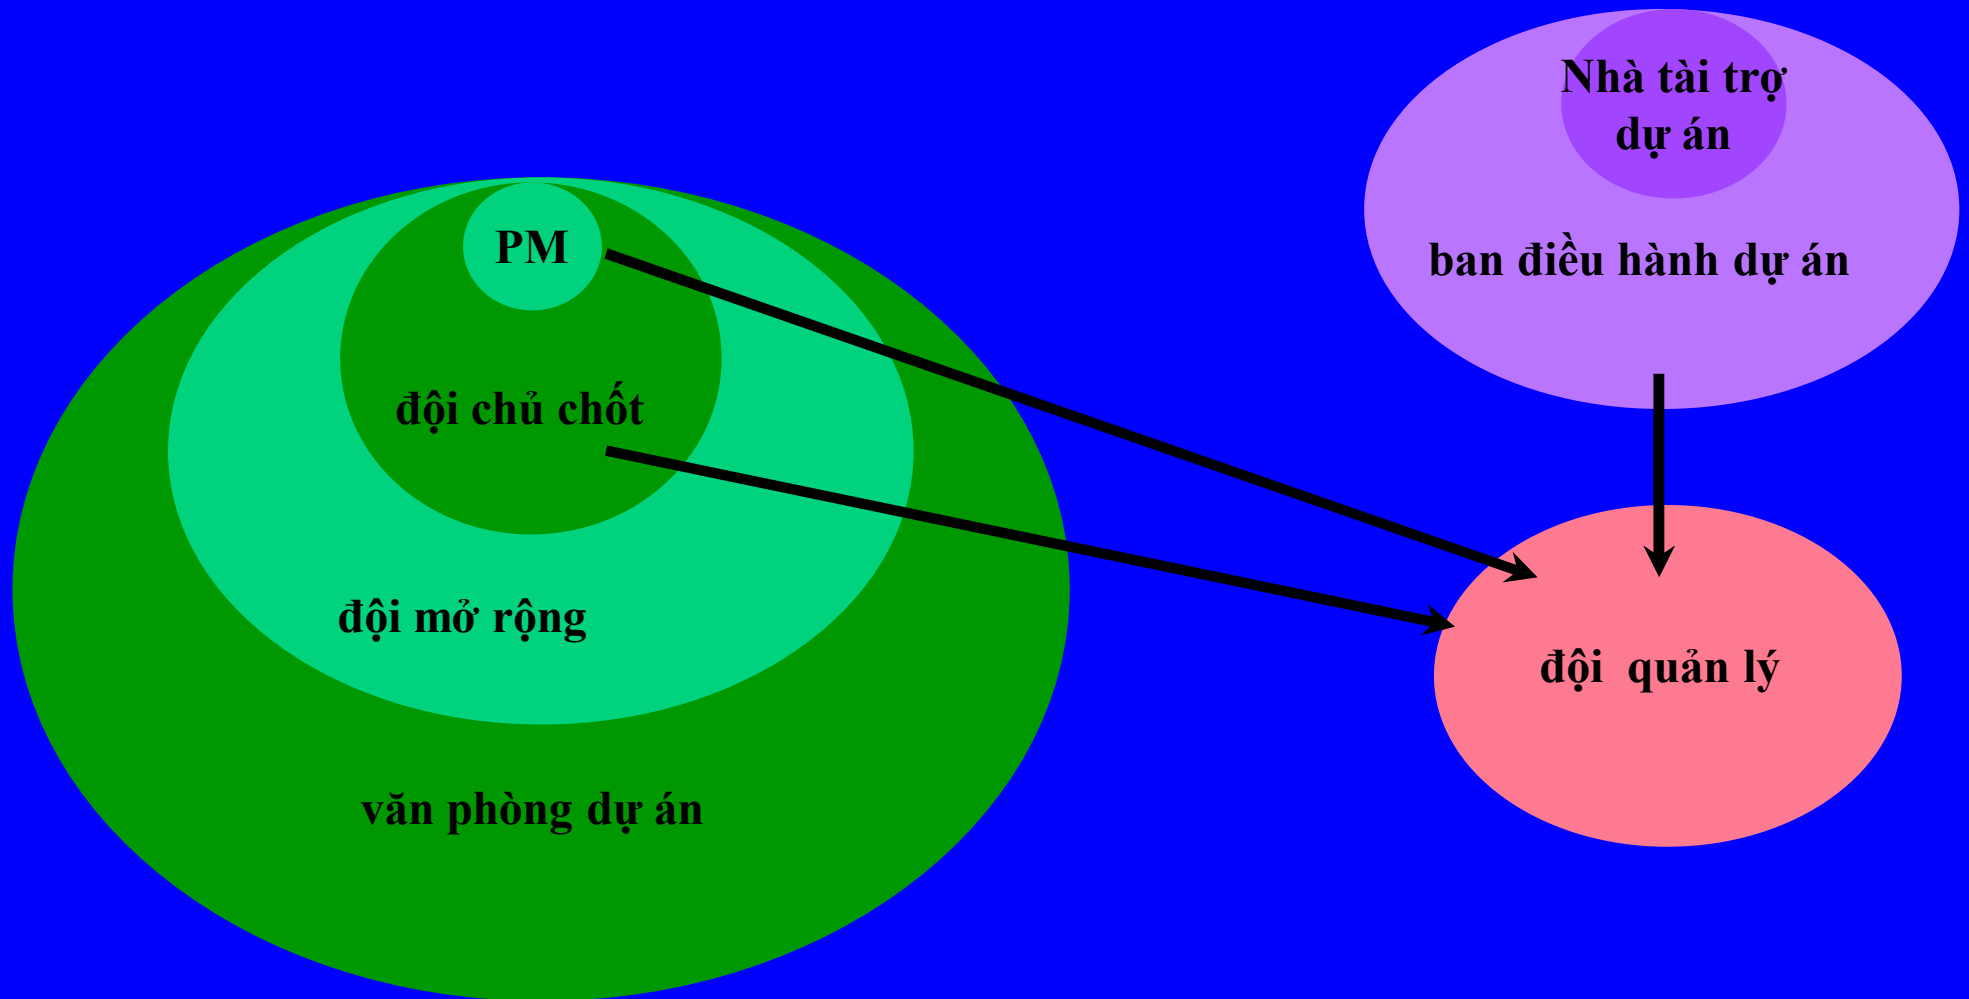 Nhà tài trợ
dự án
PM
ban điều hành dự án
đội chủ chốt
đội mở rộng
đội quản lý
văn phòng dự án